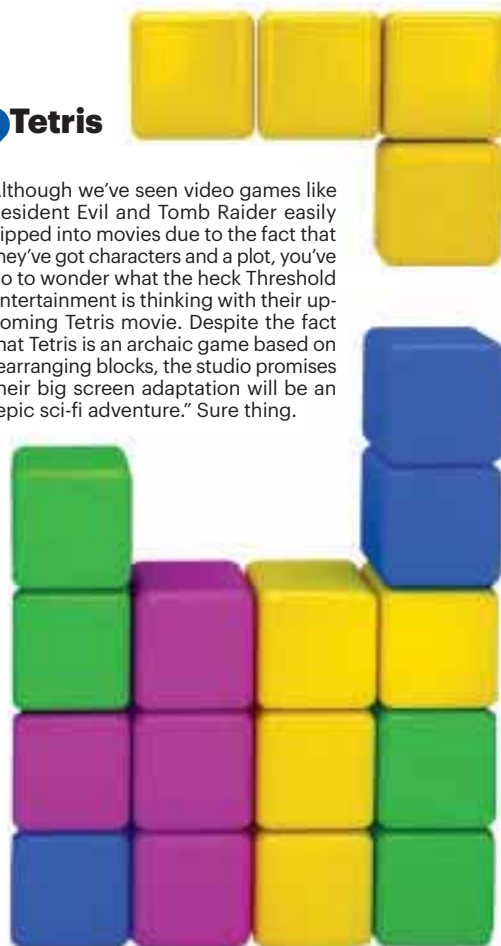 Tetris
Although we've seen video games like
esident Evil and Tomb Raider easily
ipped into movies due to the fact that
hey've got characters and a plot, you've
o to wonder what the heck Threshold
ntertainment is thinking with their up-
oming Tetris movie. Despite the fact
hat Tetris is an archaic game based on
earranging blocks, the studio promises
heir big screen adaptation will be an
epic sci-fi adventure." Sure thing.